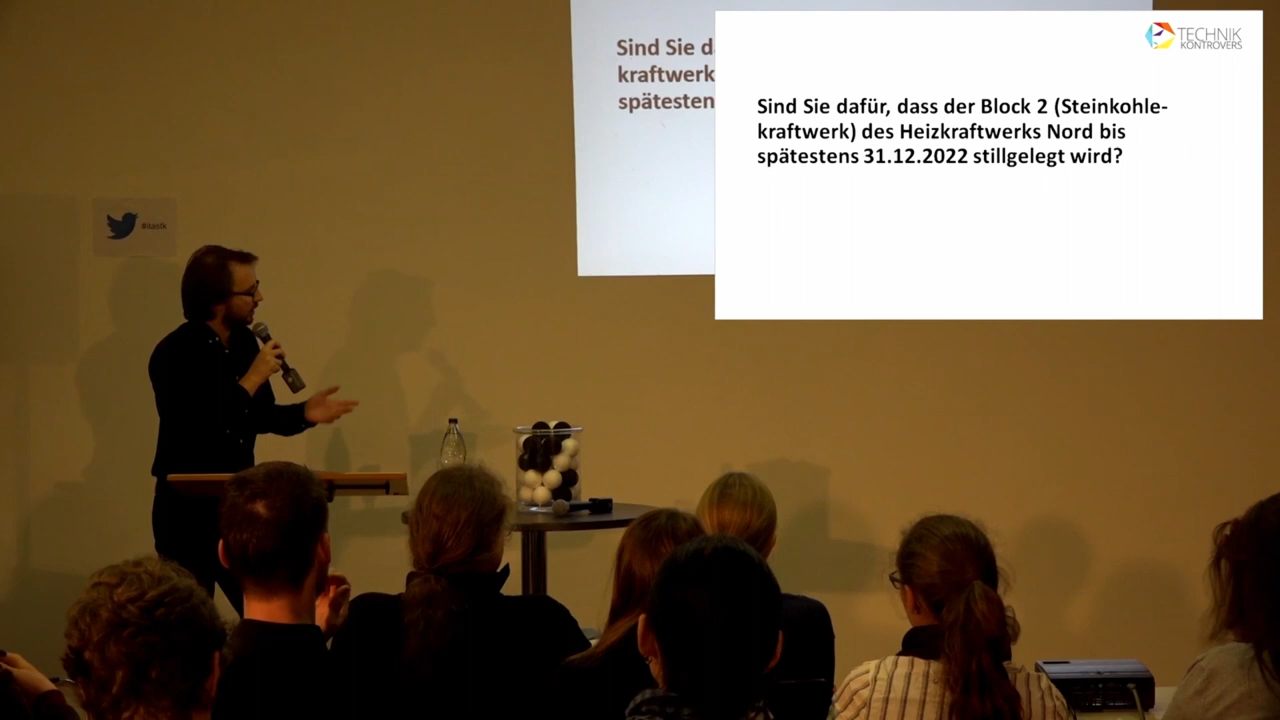 Sind Sie d
kraftwerk
spätesten
TECHNIK
KONTROVERS
Sind Sie dafür, dass der Block 2 (Steinkohle-
kraftwerk) des Heizkraftwerks Nord bis
spätestens 31.12.2022 stillgelegt wird?